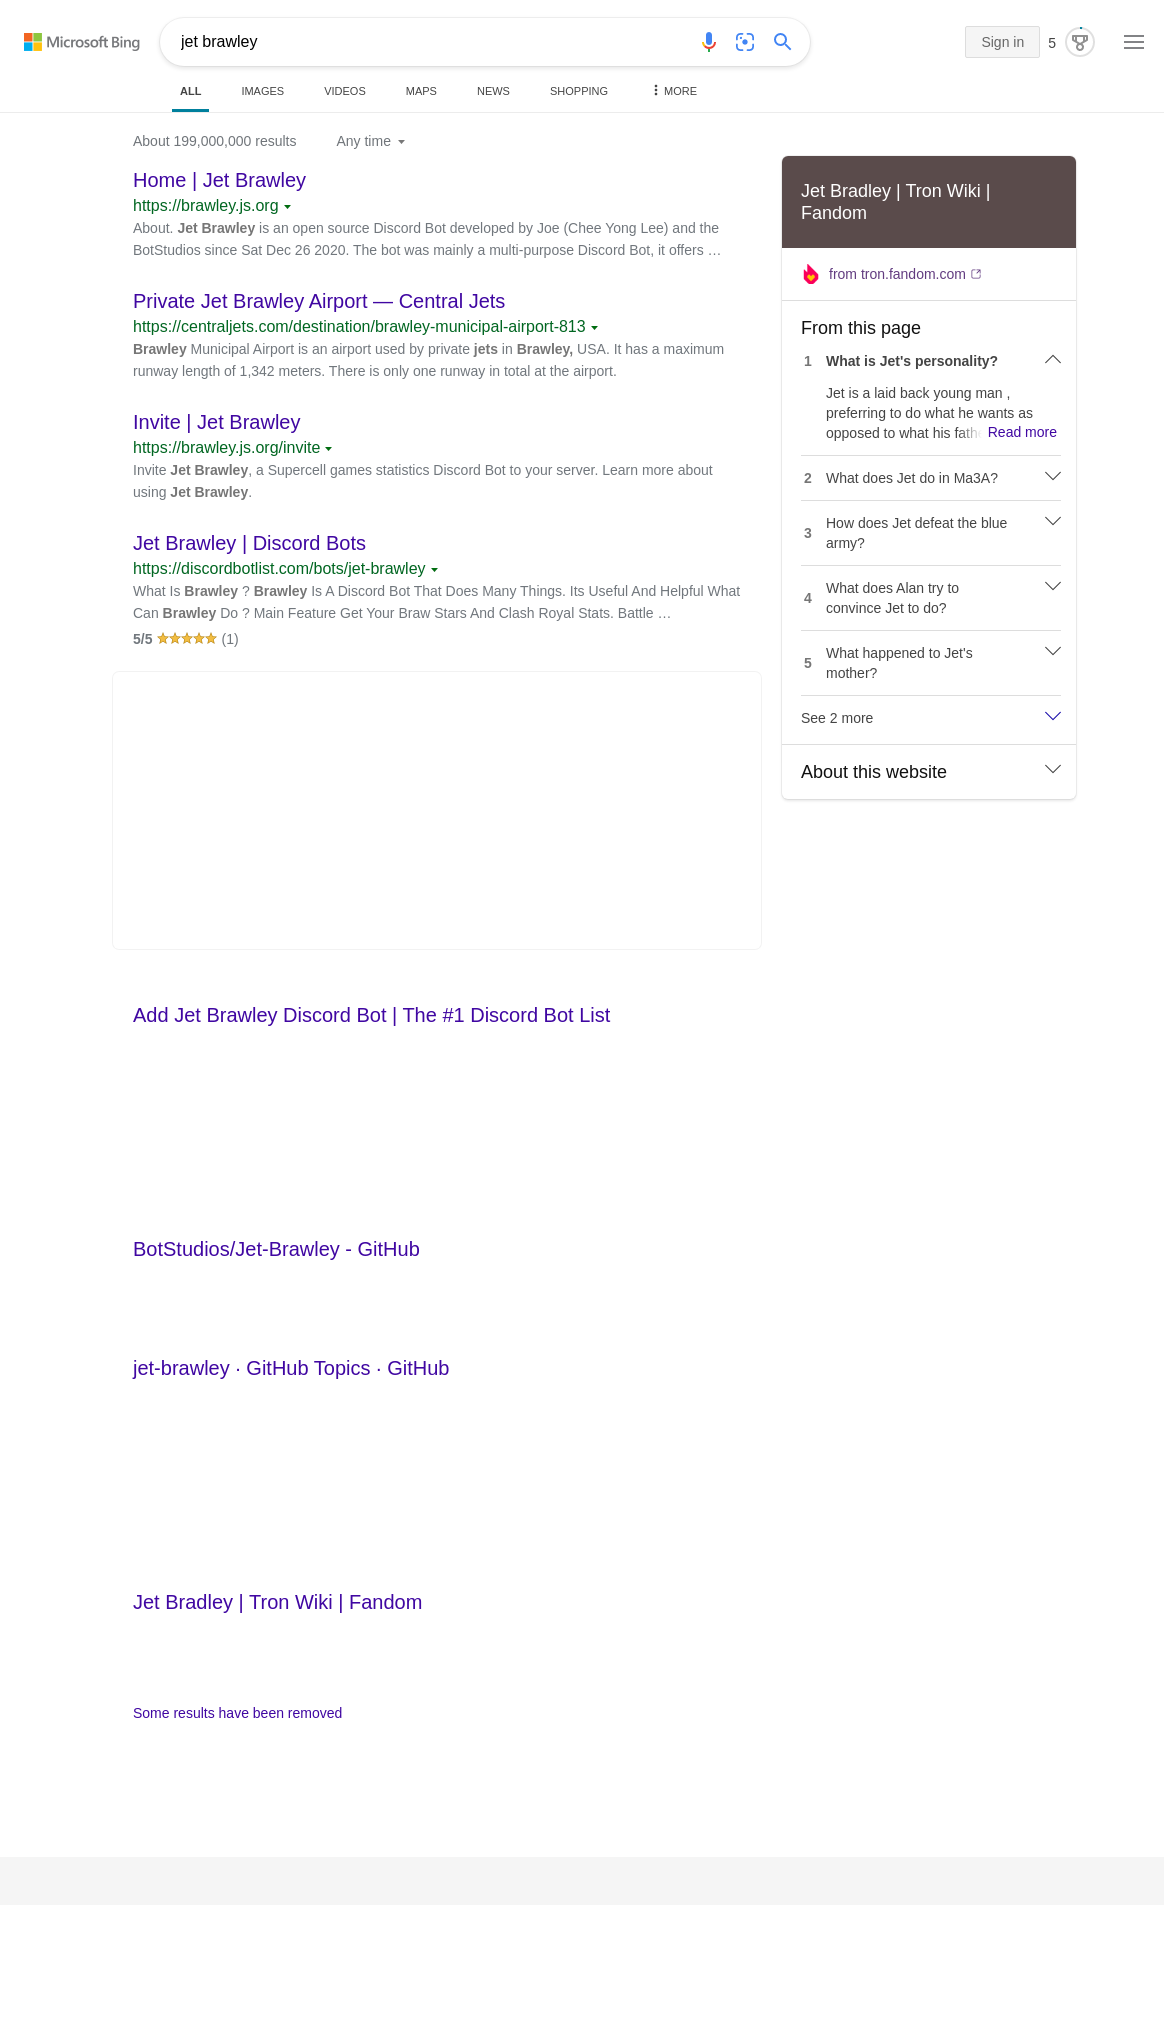 Microsoft Bing
jet brawley
Sign in
5
ALL
IMAGES
VIDEOS
MAPS
NEWS
SHOPPING
MORE
About 199,000,000 results
Any time
Home | Jet Brawley
https://brawley.js.org
About. Jet Brawley is an open source Discord Bot developed by Joe (Chee Yong Lee) and the
BotStudios since Sat Dec 26 2020. The bot was mainly a multi-purpose Discord Bot, it offers …
Private Jet Brawley Airport — Central Jets
https://centraljets.com/destination/brawley-municipal-airport-813
Brawley Municipal Airport is an airport used by private jets in Brawley, USA. It has a maximum
runway length of 1,342 meters. There is only one runway in total at the airport.
Invite | Jet Brawley
https://brawley.js.org/invite
Invite Jet Brawley, a Supercell games statistics Discord Bot to your server. Learn more about
using Jet Brawley.
Jet Brawley | Discord Bots
https://discordbotlist.com/bots/jet-brawley
What Is Brawley ? Brawley Is A Discord Bot That Does Many Things. Its Useful And Helpful What
Can Brawley Do ? Main Feature Get Your Braw Stars And Clash Royal Stats. Battle …
5/5 (1)
Add Jet Brawley Discord Bot | The #1 Discord Bot List
BotStudios/Jet-Brawley - GitHub
jet-brawley · GitHub Topics · GitHub
Jet Bradley | Tron Wiki | Fandom
Some results have been removed
Jet Bradley | Tron Wiki |
Fandom
from tron.fandom.com
From this page
1 What is Jet's personality?
Jet is a laid back young man ,
preferring to do what he wants as
opposed to what his fathe Read more
2 What does Jet do in Ma3A?
3 How does Jet defeat the blue
army?
4 What does Alan try to
convince Jet to do?
5 What happened to Jet's
mother?
See 2 more
About this website